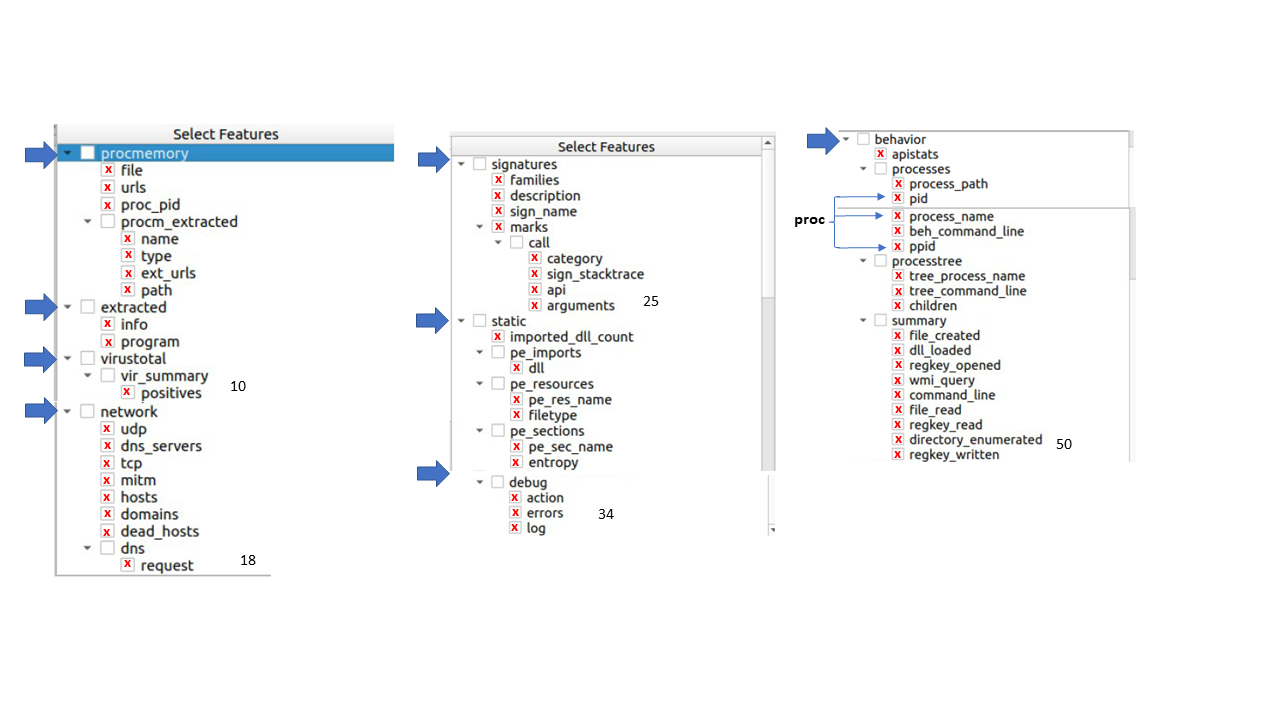 Select Features
procmemory
file
urls
proc_pid
procm_extracted
name
type
ext_urls
path
extracted
info
program
virustotal
vir_summary
positives
10
network
udp
dns_servers
tcp
mitm
hosts
domains
dead_hosts
dns
request
18
Select Features
signatures
families
description
sign_name
marks
call
category
sign_stacktrace
api
arguments
25
static
imported_dll_count
pe_imports
dll
pe_resources
pe_res_name
filetype
pe_sections
pe_sec_name
entropy
debug
action
errors
log
34
behavior
apistats
processes
process_path
pid
proc
process_name
beh_command_line
ppid
processtree
tree_process_name
tree_command_line
children
summary
file_created
dll_loaded
regkey_opened
wmi_query
command_line
file_read
regkey_read
directory_enumerated
regkey_written
50